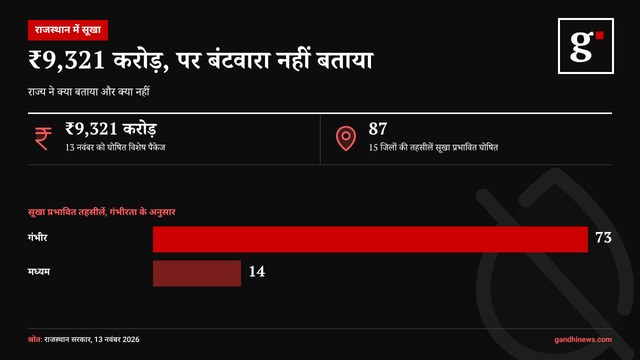 राजस्थान में सूखा
g
₹9,321 करोड़, पर बंटवारा नहीं बताया
राज्य ने क्या बताया और क्या नहीं
₹9,321 करोड़
13 नवंबर को घोषित विशेष पैकेज
87
15 जिलों की तहसीलें सूखा प्रभावित घोषित
सूखा प्रभावित तहसीलें, गंभीरता के अनुसार
गंभीर 73
मध्यम 14
स्रोत: राजस्थान सरकार, 13 नवंबर 2026
gandhinews.com